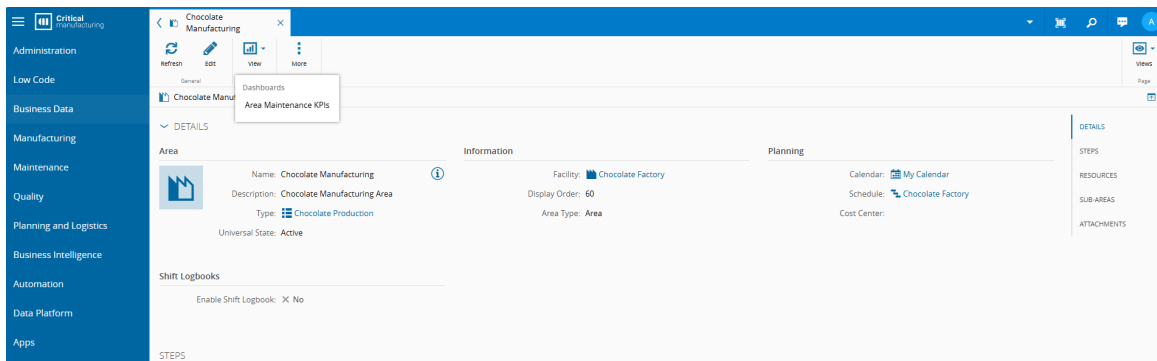 Critical
manufacturing
Chocolate
Manufacturing
A
Administration
Low Code
Business Data
Manufacturing
Maintenance
Quality
Planning and Logistics
Business Intelligence
Automation
Data Platform
Apps
Refresh Edit View More
Views
General
Page
Dashboards
Area Maintenance KPIs
Chocolate Manuf
DETAILS
Area Information Planning
Name: Chocolate Manufacturing Facility: Chocolate Factory Calendar: My Calendar
Description: Chocolate Manufacturing Area Display Order: 60 Schedule: Chocolate Factory
Type: Chocolate Production Area Type: Area Cost Center:
Universal State: Active
Shift Logbooks
Enable Shift Logbook: No
STEPS
DETAILS
STEPS
RESOURCES
SUB-AREAS
ATTACHMENTS